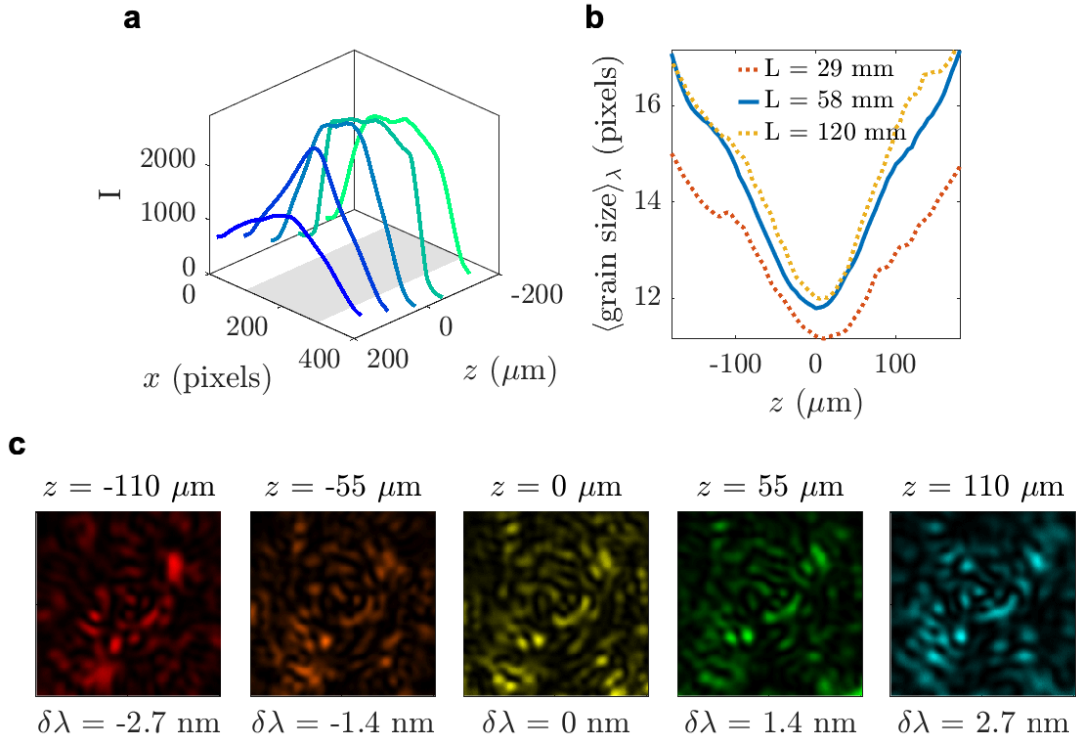 a
I
2000
1000
0
0
200
400
x (pixels)
200
0
-200
z (μm)
b
⟨grain size⟩λ (pixels)
16
14
12
L = 29 mm
L = 58 mm
L = 120 mm
-100
0
100
z (μm)
c
z = -110 μm
z = -55 μm
z = 0 μm
z = 55 μm
z = 110 μm
δλ = -2.7 nm
δλ = -1.4 nm
δλ = 0 nm
δλ = 1.4 nm
δλ = 2.7 nm